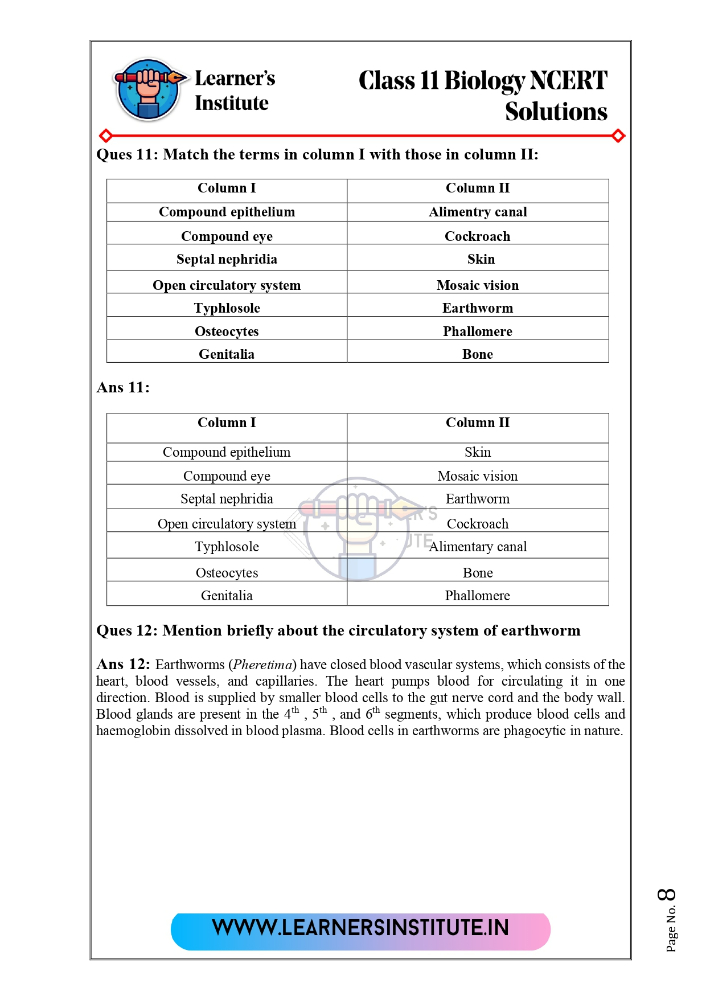 Learner's
Institute
Class 11 Biology NCERT
Solutions
Ques 11: Match the terms in column I with those in column II:
Column I Column II
Compound epithelium Alimentry canal
Compound eye Cockroach
Septal nephridia Skin
Open circulatory system Mosaic vision
Typhlosole Earthworm
Osteocytes Phallomere
Genitalia Bone
Ans 11:
Column I Column II
Compound epithelium Skin
Compound eye Mosaic vision
Septal nephridia Earthworm
Open circulatory system Cockroach
Typhlosole Alimentary canal
Osteocytes Bone
Genitalia Phallomere
Ques 12: Mention briefly about the circulatory system of earthworm
Ans 12: Earthworms (Pheretima) have closed blood vascular systems, which consists of the
heart, blood vessels, and capillaries. The heart pumps blood for circulating it in one
direction. Blood is supplied by smaller blood cells to the gut nerve cord and the body wall.
Blood glands are present in the 4th , 5th , and 6th segments, which produce blood cells and
haemoglobin dissolved in blood plasma. Blood cells in earthworms are phagocytic in nature.
WWW.LEARNERSINSTITUTE.IN
Page No. 8